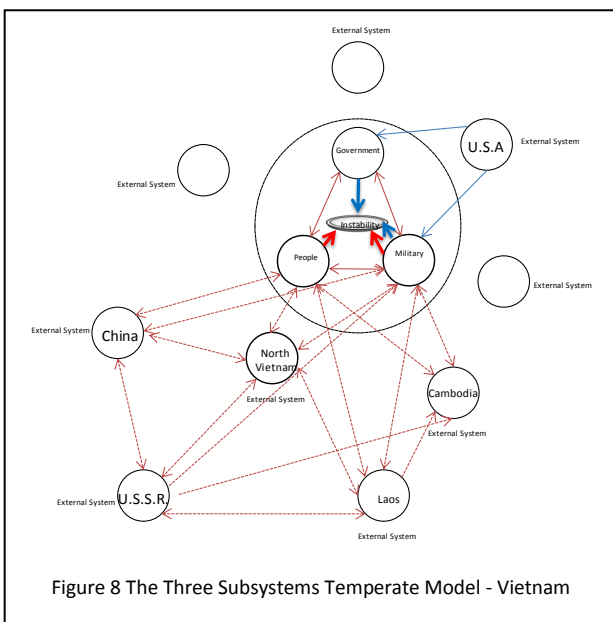 External System
U.S.A
External System
Government
External System
Instability
People
Military
External System
External System
China
North
Vietnam
External System
Cambodia
External System
External System
U.S.S.R.
Laos
External System
Figure 8 The Three Subsystems Temperate Model - Vietnam